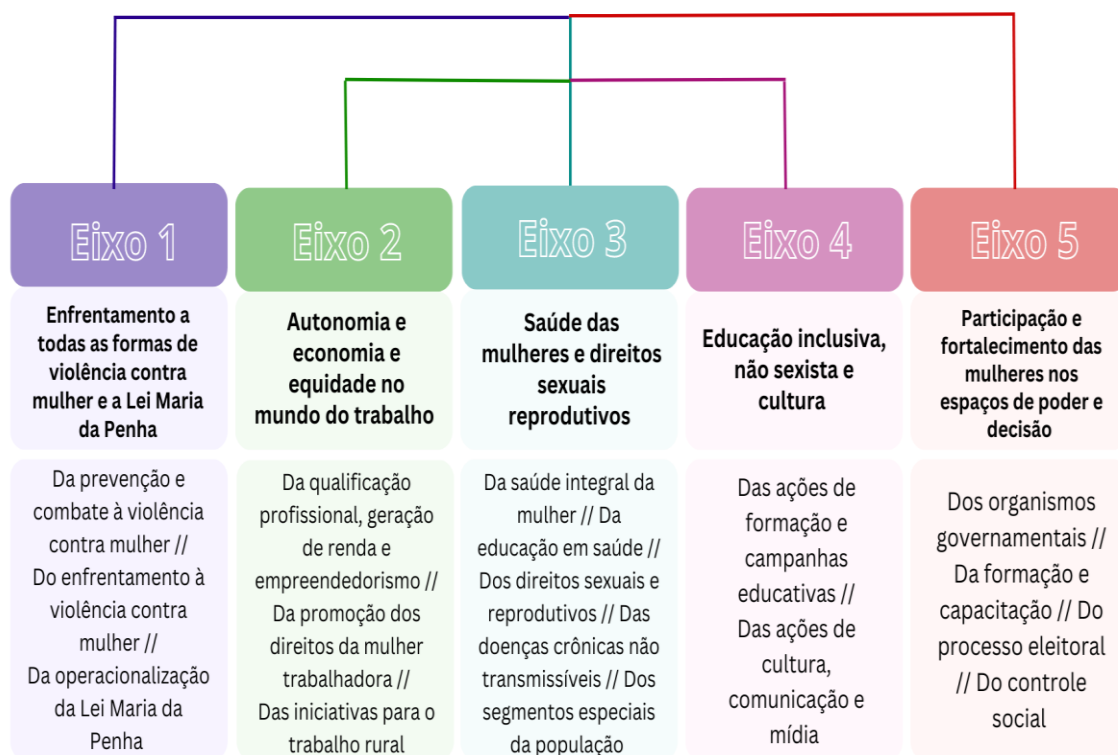 Eixo 1
Enfrentamento a
todas as formas de
violência contra
mulher e a Lei Maria
da Penha
Da prevenção e
combate à violência
contra mulher //
Do enfrentamento à
violência contra
mulher //
Da operacionalização
da Lei Maria da
Penha
Eixo 2
Autonomia e
economia e
equidade no
mundo do trabalho
Da qualificação
profissional, geração
de renda e
empreendedorismo //
Da promoção dos
direitos da mulher
trabalhadora //
Das iniciativas para o
trabalho rural
Eixo 3
Saúde das
mulheres e direitos
sexuais
reprodutivos
Da saúde integral da
mulher // Da
educação em saúde //
Dos direitos sexuais e
reprodutivos // Das
doenças crônicas não
transmissíveis // Dos
segmentos especiais
da população
Eixo 4
Educação inclusiva,
não sexista e
cultura
Das ações de
formação e
campanhas
educativas //
Das ações de
cultura,
comunicação e
mídia
Eixo 5
Participação e
fortalecimento das
mulheres nos
espaços de poder e
decisão
Dos organismos
governamentais //
Da formação e
capacitação // Do
processo eleitoral
// Do controle
social